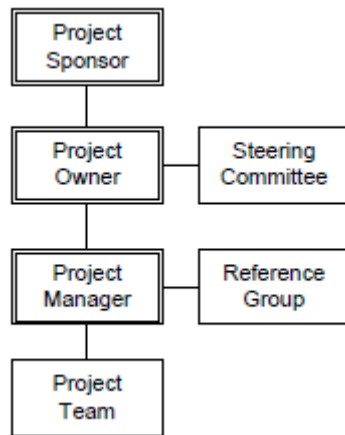 Project
Sponsor
Project
Owner
Steering
Committee
Project
Manager
Reference
Group
Project
Team